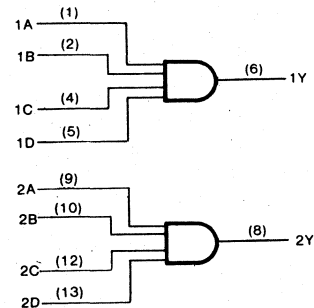 (1)
1A
(2)
1B
(6)
1Y
(4)
1C
(5)
1D
(9)
2A
(10)
2B
(8)
2Y
(12)
2C
(13)
2D